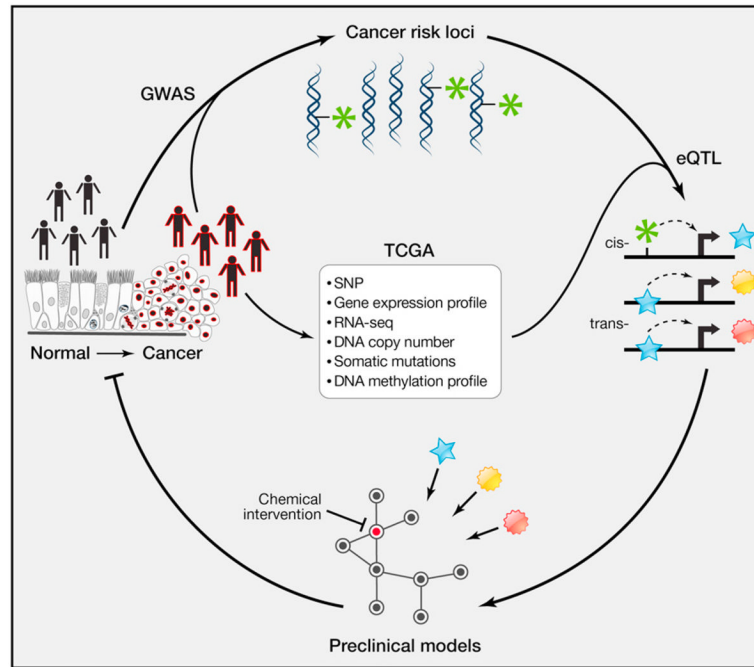 Cancer risk loci
GWAS
eQTL
cis-
trans-
TCGA
• SNP
• Gene expression profile
• RNA-seq
• DNA copy number
• Somatic mutations
• DNA methylation profile
Normal
Cancer
Chemical
intervention
Preclinical models